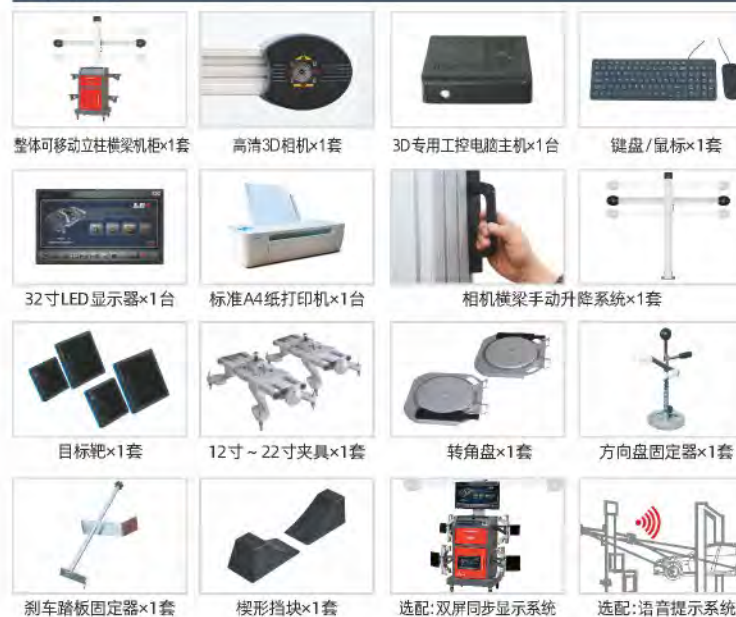 整体可移动立柱横梁机柜×1套
高清3D相机×1套
3D专用工控电脑主机×1台
键盘/鼠标×1套
32寸LED显示器×1台
标准A4纸打印机×1台
相机横梁手动升降系统×1套
目标靶×1套
12寸~22寸夹具×1套
转角盘×1套
方向盘固定器×1套
刹车踏板固定器×1套
楔形挡块×1套
选配:双屏同步显示系统
选配:语音提示系统